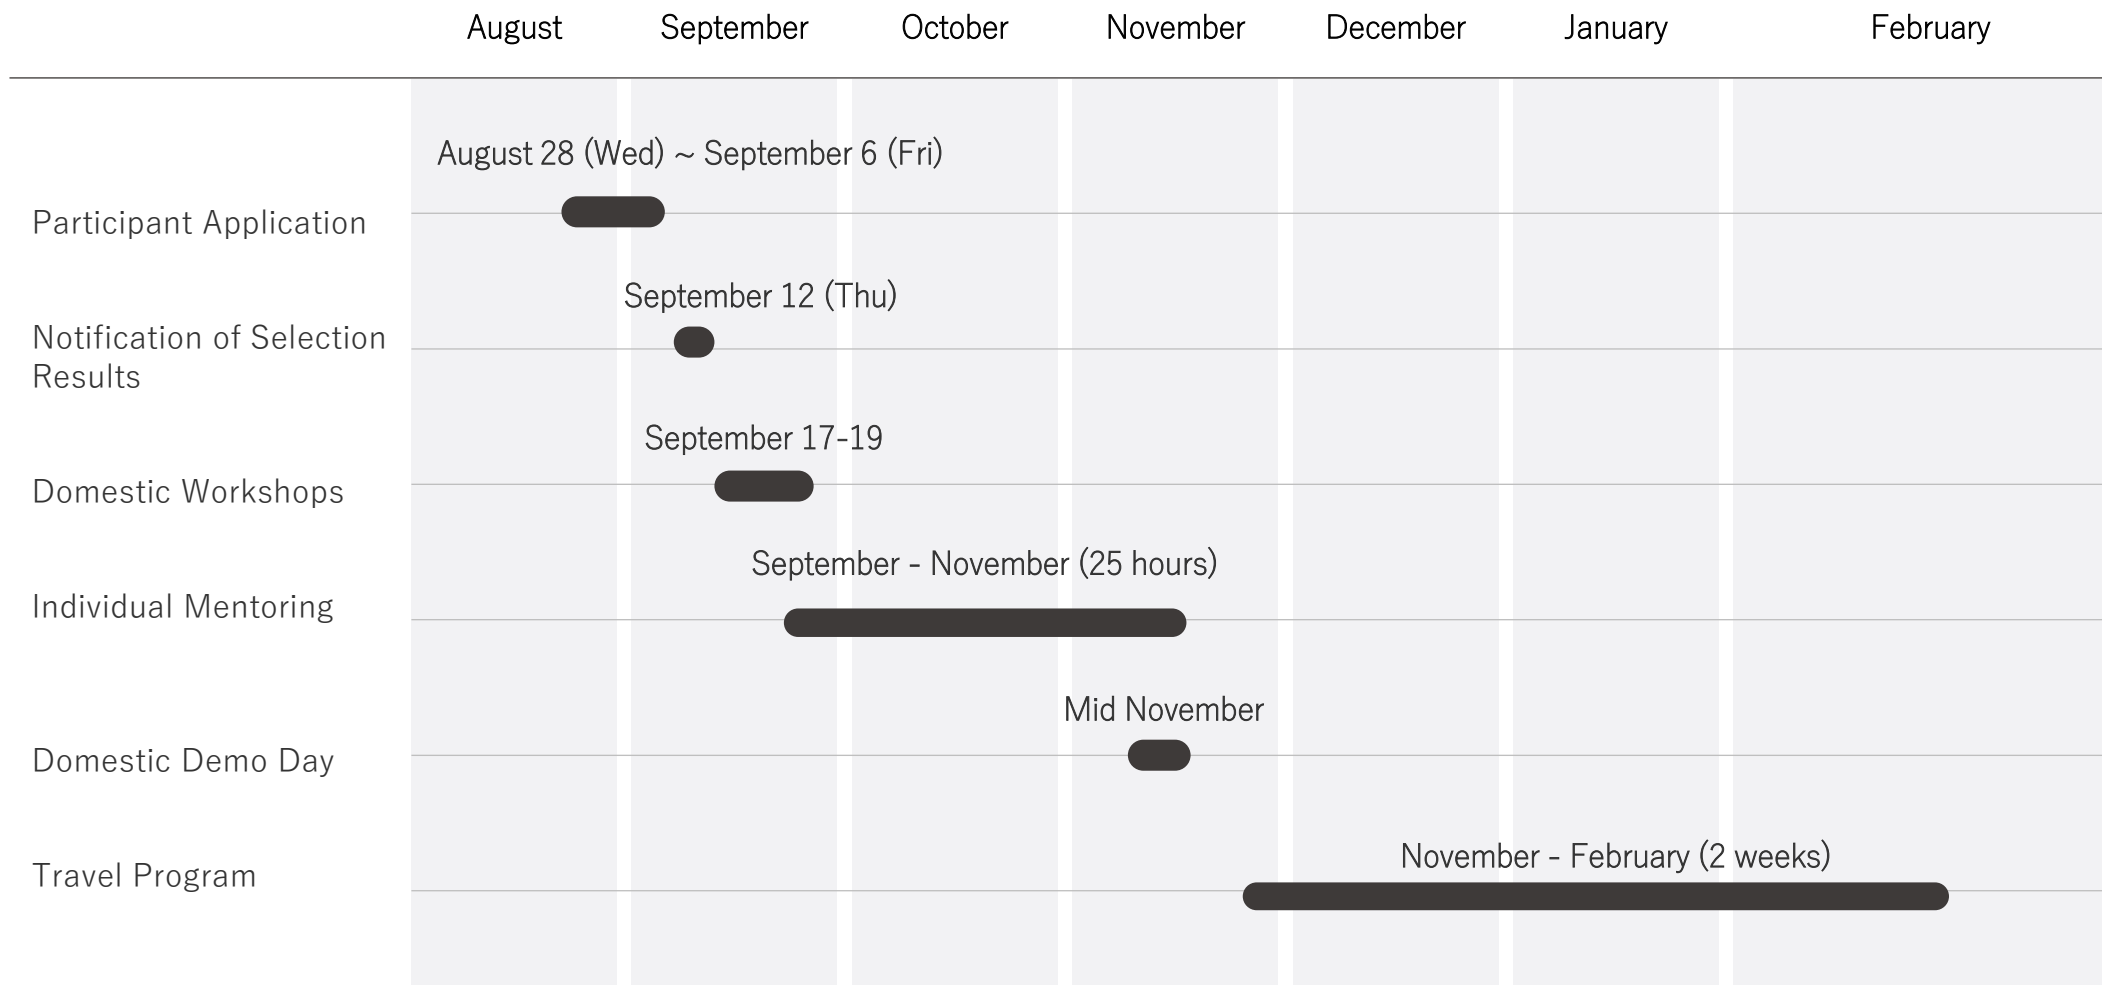 August September October November December January February
August 28 (Wed) ~ September 6 (Fri)
Participant Application
September 12 (Thu)
Notification of Selection
Results
September 17-19
Domestic Workshops
September - November (25 hours)
Individual Mentoring
Mid November
Domestic Demo Day
November - February (2 weeks)
Travel Program